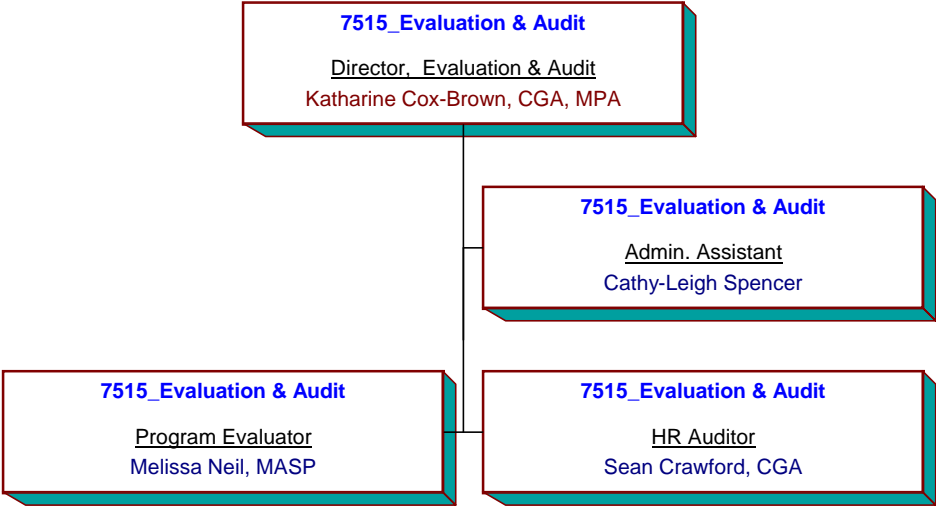 7515_Evaluation & Audit
Director,  Evaluation & Audit
Katharine Cox-Brown, CGA, MPA
7515_Evaluation & Audit
Admin. Assistant
Cathy-Leigh Spencer
7515_Evaluation & Audit
Program Evaluator
Melissa Neil, MASP
7515_Evaluation & Audit
HR Auditor
Sean Crawford, CGA